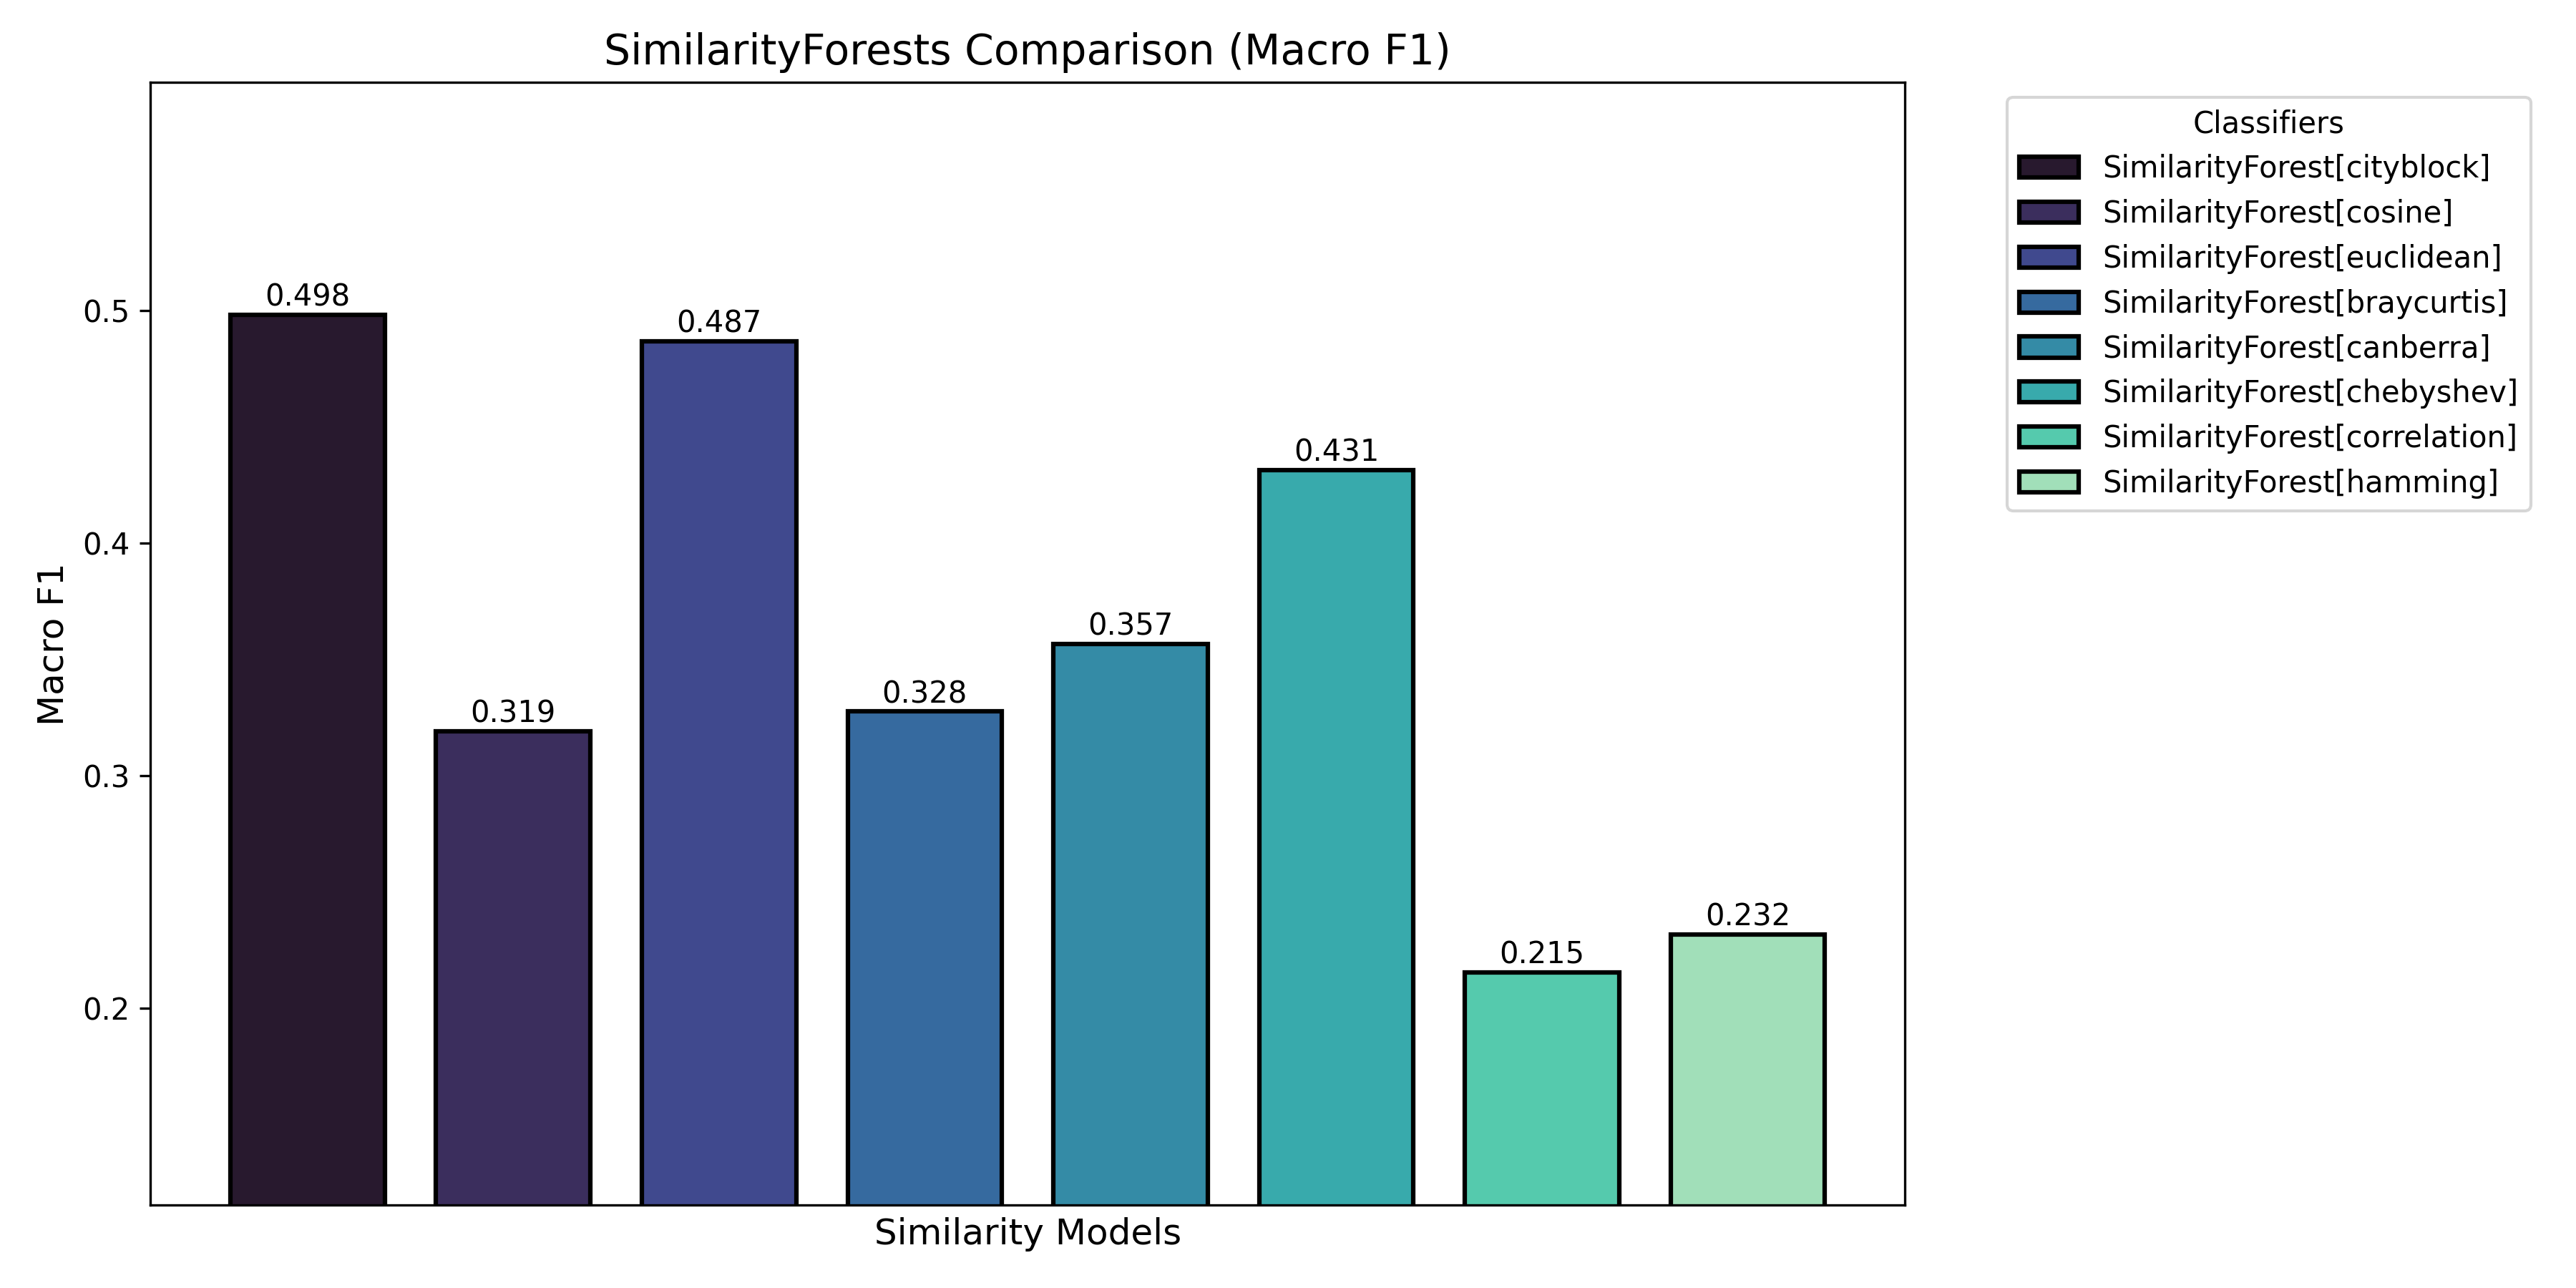 SimilarityForests Comparison (Macro F1)
Macro F1
0.5
0.4
0.3
0.2
0.498
0.319
0.487
0.328
0.357
0.431
0.215
0.232
Similarity Models
Classifiers
SimilarityForest[cityblock]
SimilarityForest[cosine]
SimilarityForest[euclidean]
SimilarityForest[braycurtis]
SimilarityForest[canberra]
SimilarityForest[chebyshev]
SimilarityForest[correlation]
SimilarityForest[hamming]